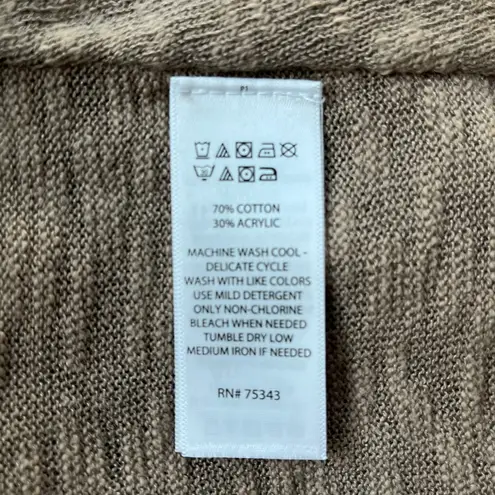 P1
70% COTTON
30% ACRYLIC
MACHINE WASH COOL -
DELICATE CYCLE
WASH WITH LIKE COLORS
USE MILD DETERGENT
ONLY NON-CHLORINE
BLEACH WHEN NEEDED
TUMBLE DRY LOW
MEDIUM IRON IF NEEDED
RN# 75343